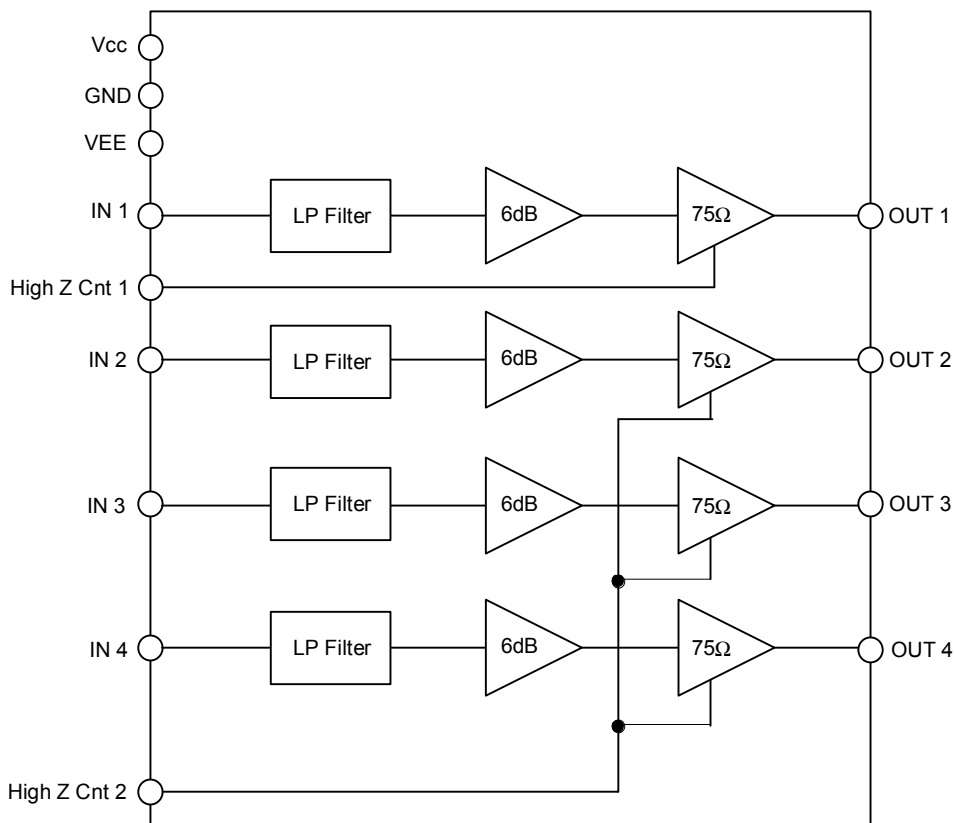 Vcc
GND
VEE
IN 1
LP Filter
6dB
75Ω
OUT 1
High Z Cnt 1
IN 2
LP Filter
6dB
75Ω
OUT 2
IN 3
LP Filter
6dB
75Ω
OUT 3
IN 4
LP Filter
6dB
75Ω
OUT 4
High Z Cnt 2